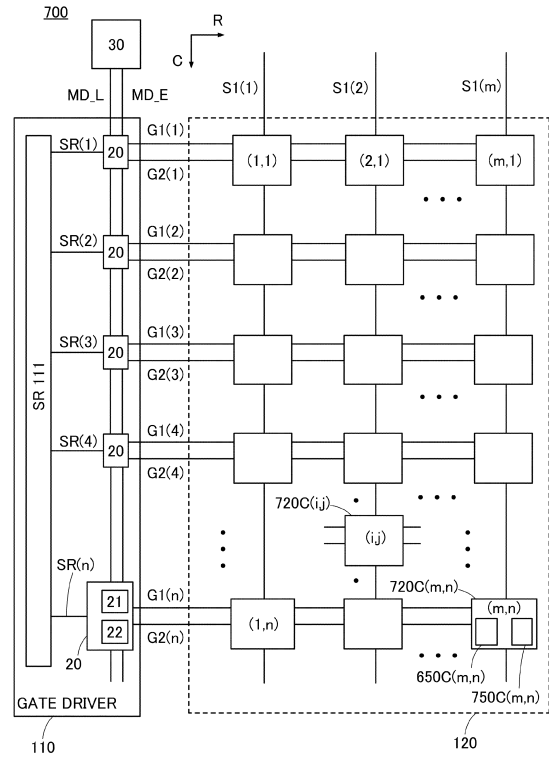 700
30
R
C
MD_L
MD_E
S1(1)
S1(2)
S1(m)
SR(1)
20
G1(1)
G2(1)
(1,1)
(2,1)
(m,1)
SR(2)
20
G1(2)
G2(2)
SR(3)
20
G1(3)
G2(3)
SR 111
SR(4)
20
G1(4)
G2(4)
720C(i,j)
(i,j)
SR(n)
21
22
20
G1(n)
G2(n)
(1,n)
720C(m,n)
(m,n)
650C(m,n)
750C(m,n)
GATE DRIVER
110
120